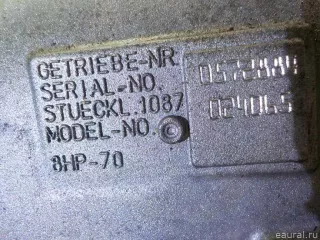 GETRIEBE-NR.
SERIAL-NO.
STUECKL.1087
MODEL-NO.
8HP-70
eaural.ru